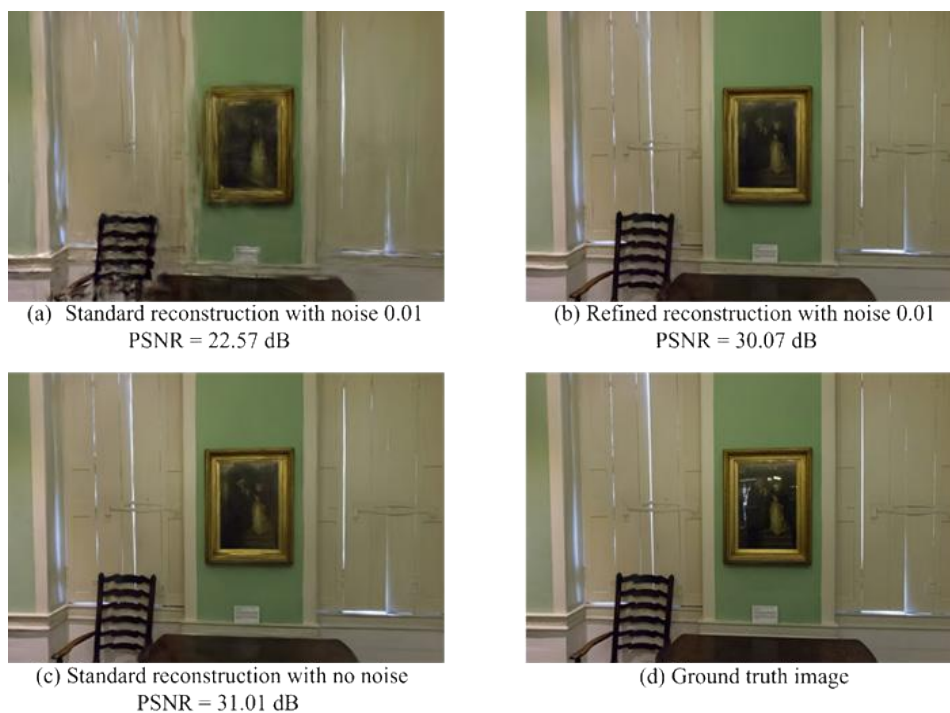 (a) Standard reconstruction with noise 0.01
PSNR = 22.57 dB
(b) Refined reconstruction with noise 0.01
PSNR = 30.07 dB
(c) Standard reconstruction with no noise
PSNR = 31.01 dB
(d) Ground truth image